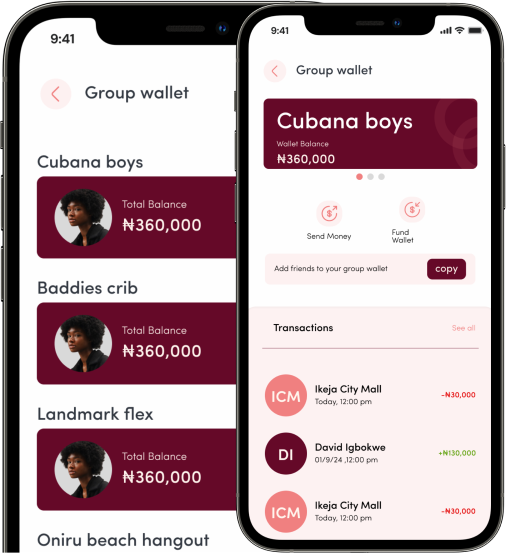 9:41
Group wallet
Cubana boys
Total Balance
₦360,000
Baddies crib
Total Balance
₦360,000
Landmark flex
Total Balance
₦360,000
Oniru beach hangout
9:41
Group wallet
Cubana boys
Wallet Balance
₦360,000
Send Money
Fund
Wallet
Add friends to your group wallet
copy
Transactions
See all
ICM
Ikeja City Mall
Today, 12:00 pm
-₦30,000
DI
David Igbokwe
01/9/24 ,12:00 pm
+₦130,000
ICM
Ikeja City Mall
Today, 12:00 pm
-₦30,000